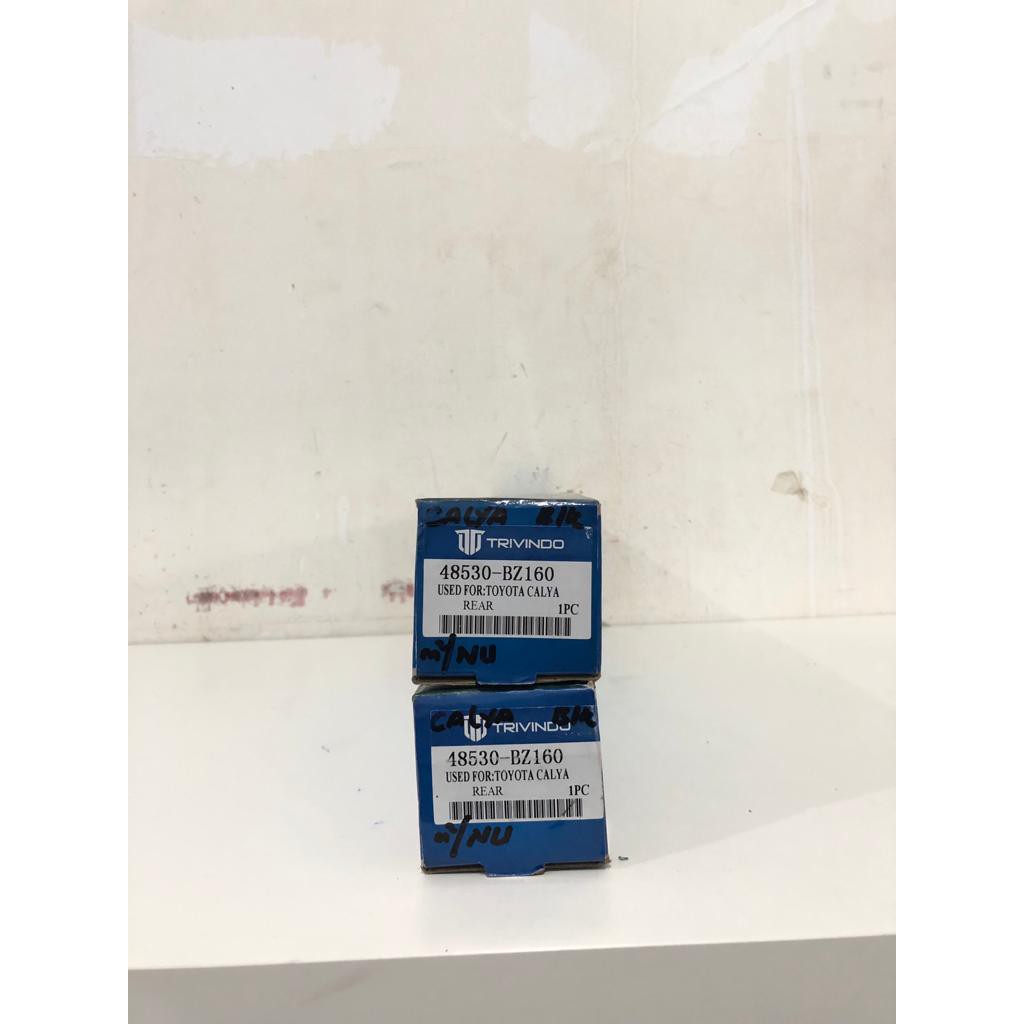 CALYA B/K
TRIVINDO
48530-BZ160
USED FOR:TOYOTA CALYA
REAR 1PC
M/NU
CALYA B/K
TRIVINDO
48530-BZ160
USED FOR:TOYOTA CALYA
REAR 1PC
M/NU